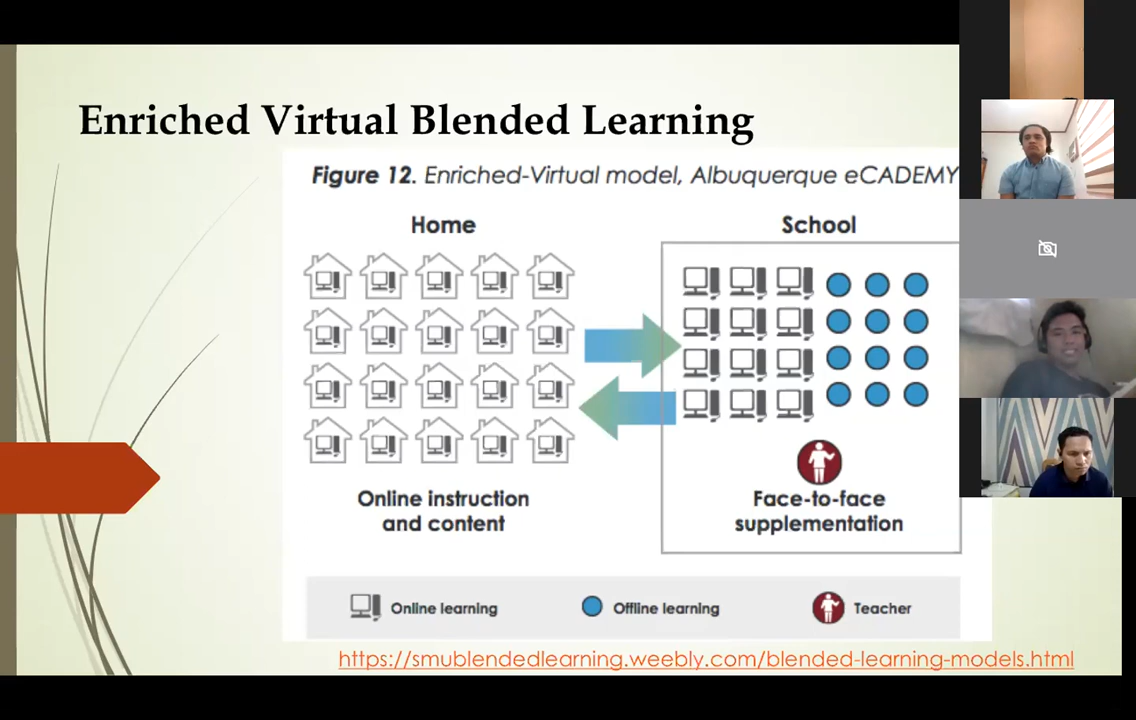 Enriched Virtual Blended Learning
Figure 12. Enriched-Virtual model, Albuquerque eCADEMY
Home
School
Online instruction
and content
Face-to-face
supplementation
Online learning
Offline learning
Teacher
https://smublendedlearning.weebly.com/blended-learning-models.html